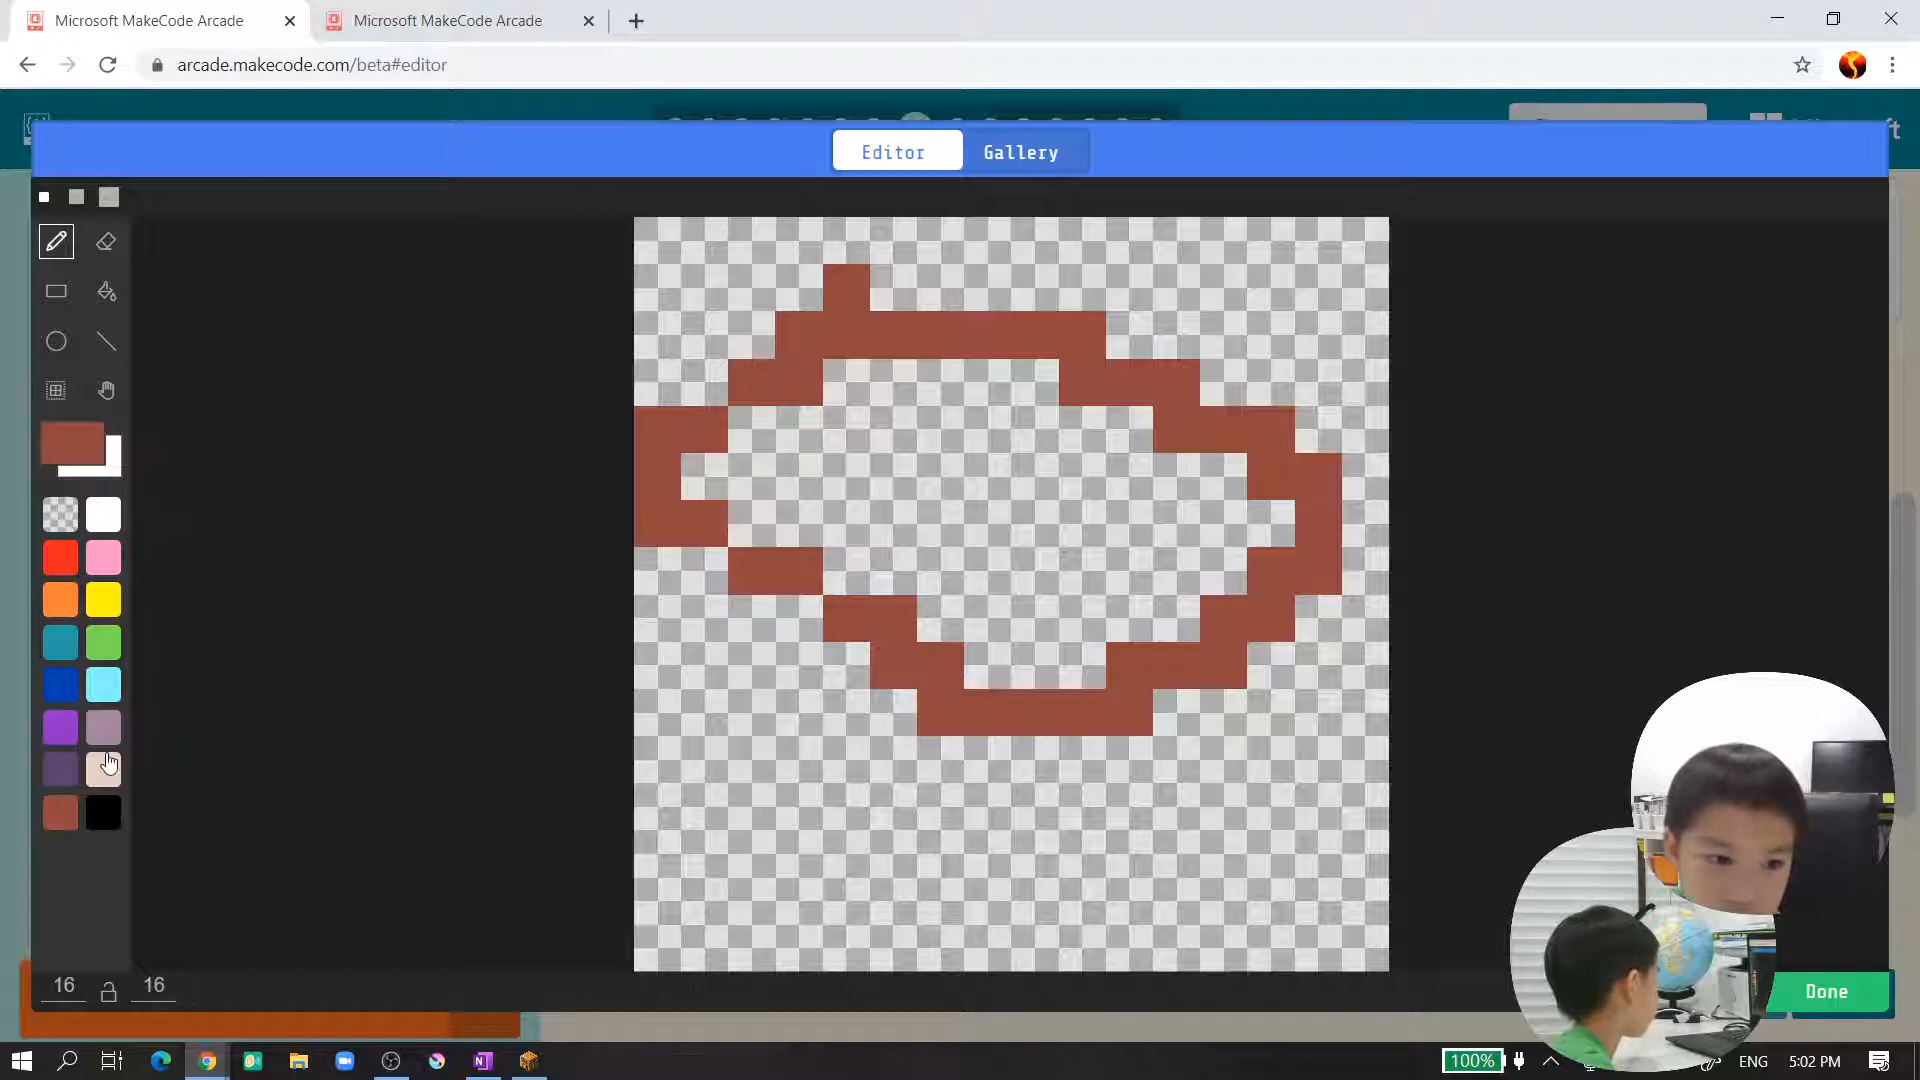 Microsoft MakeCode Arcade
Microsoft MakeCode Arcade
arcade.makecode.com/beta#editor
ft
Editor
Gallery
16
16
Done
100%
ENG
5:02 PM